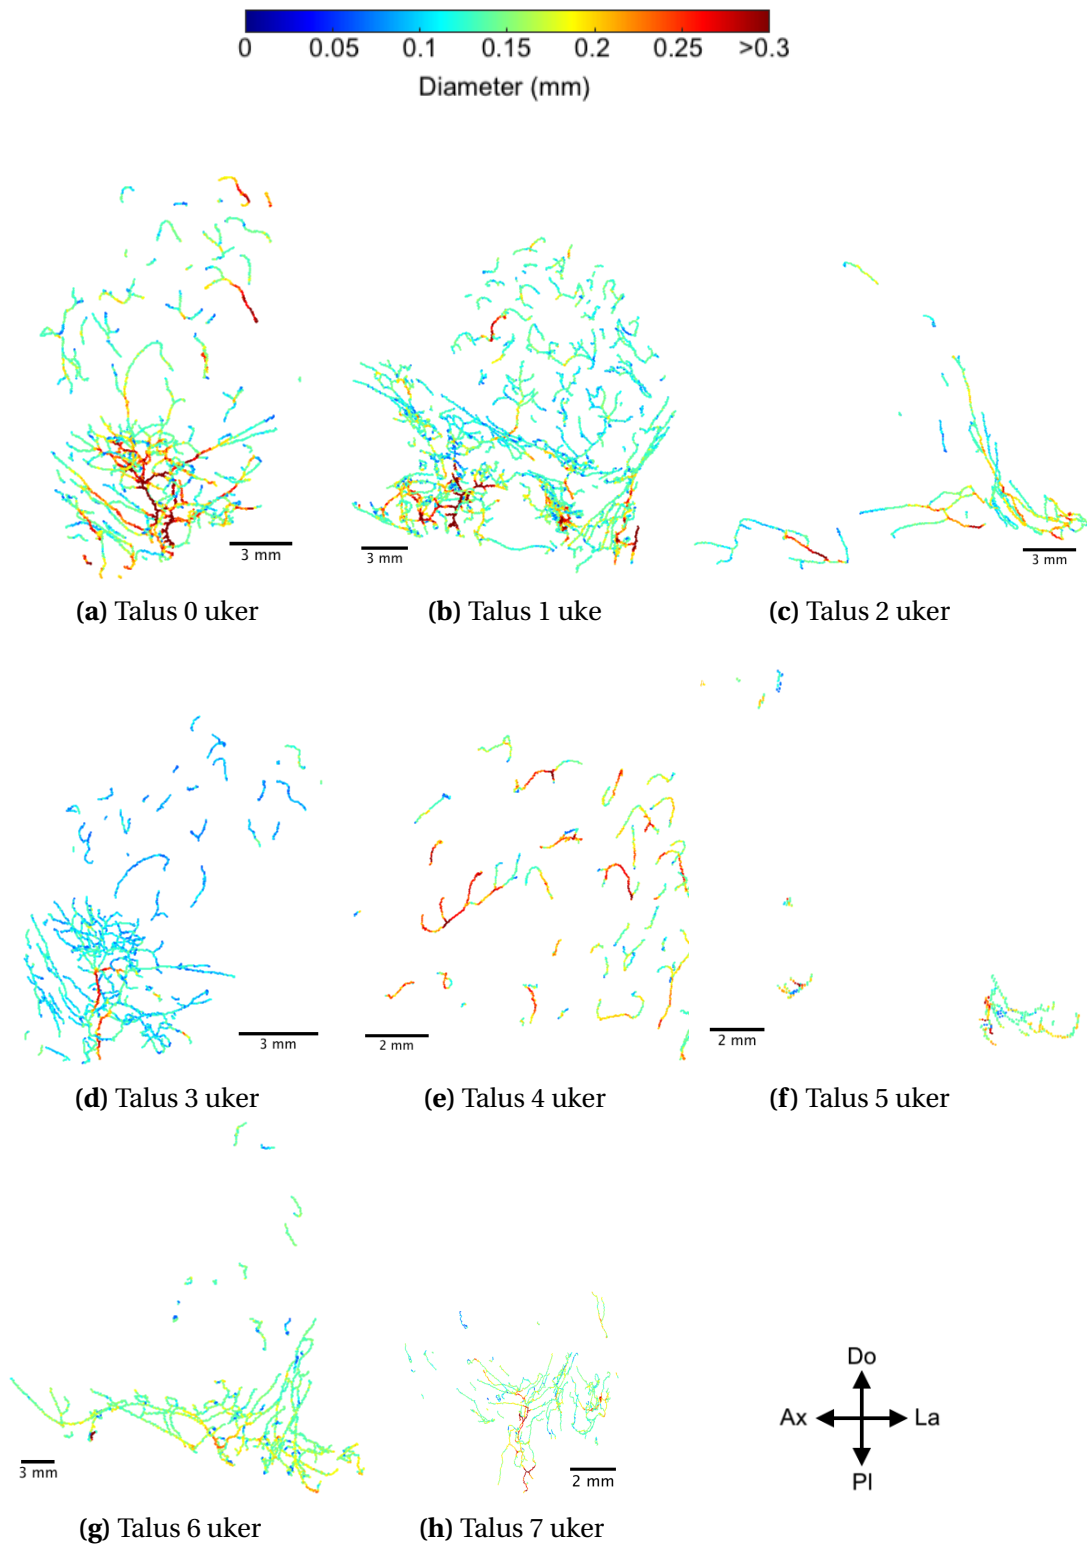 0 0.05 0.1 0.15 0.2 0.25 >0.3
Diameter (mm)
3 mm
3 mm
3 mm
(a) Talus 0 uker
(b) Talus 1 uke
(c) Talus 2 uker
3 mm
2 mm
2 mm
(d) Talus 3 uker
(e) Talus 4 uker
(f) Talus 5 uker
3 mm
2 mm
Do
Ax La
Pl
(g) Talus 6 uker
(h) Talus 7 uker